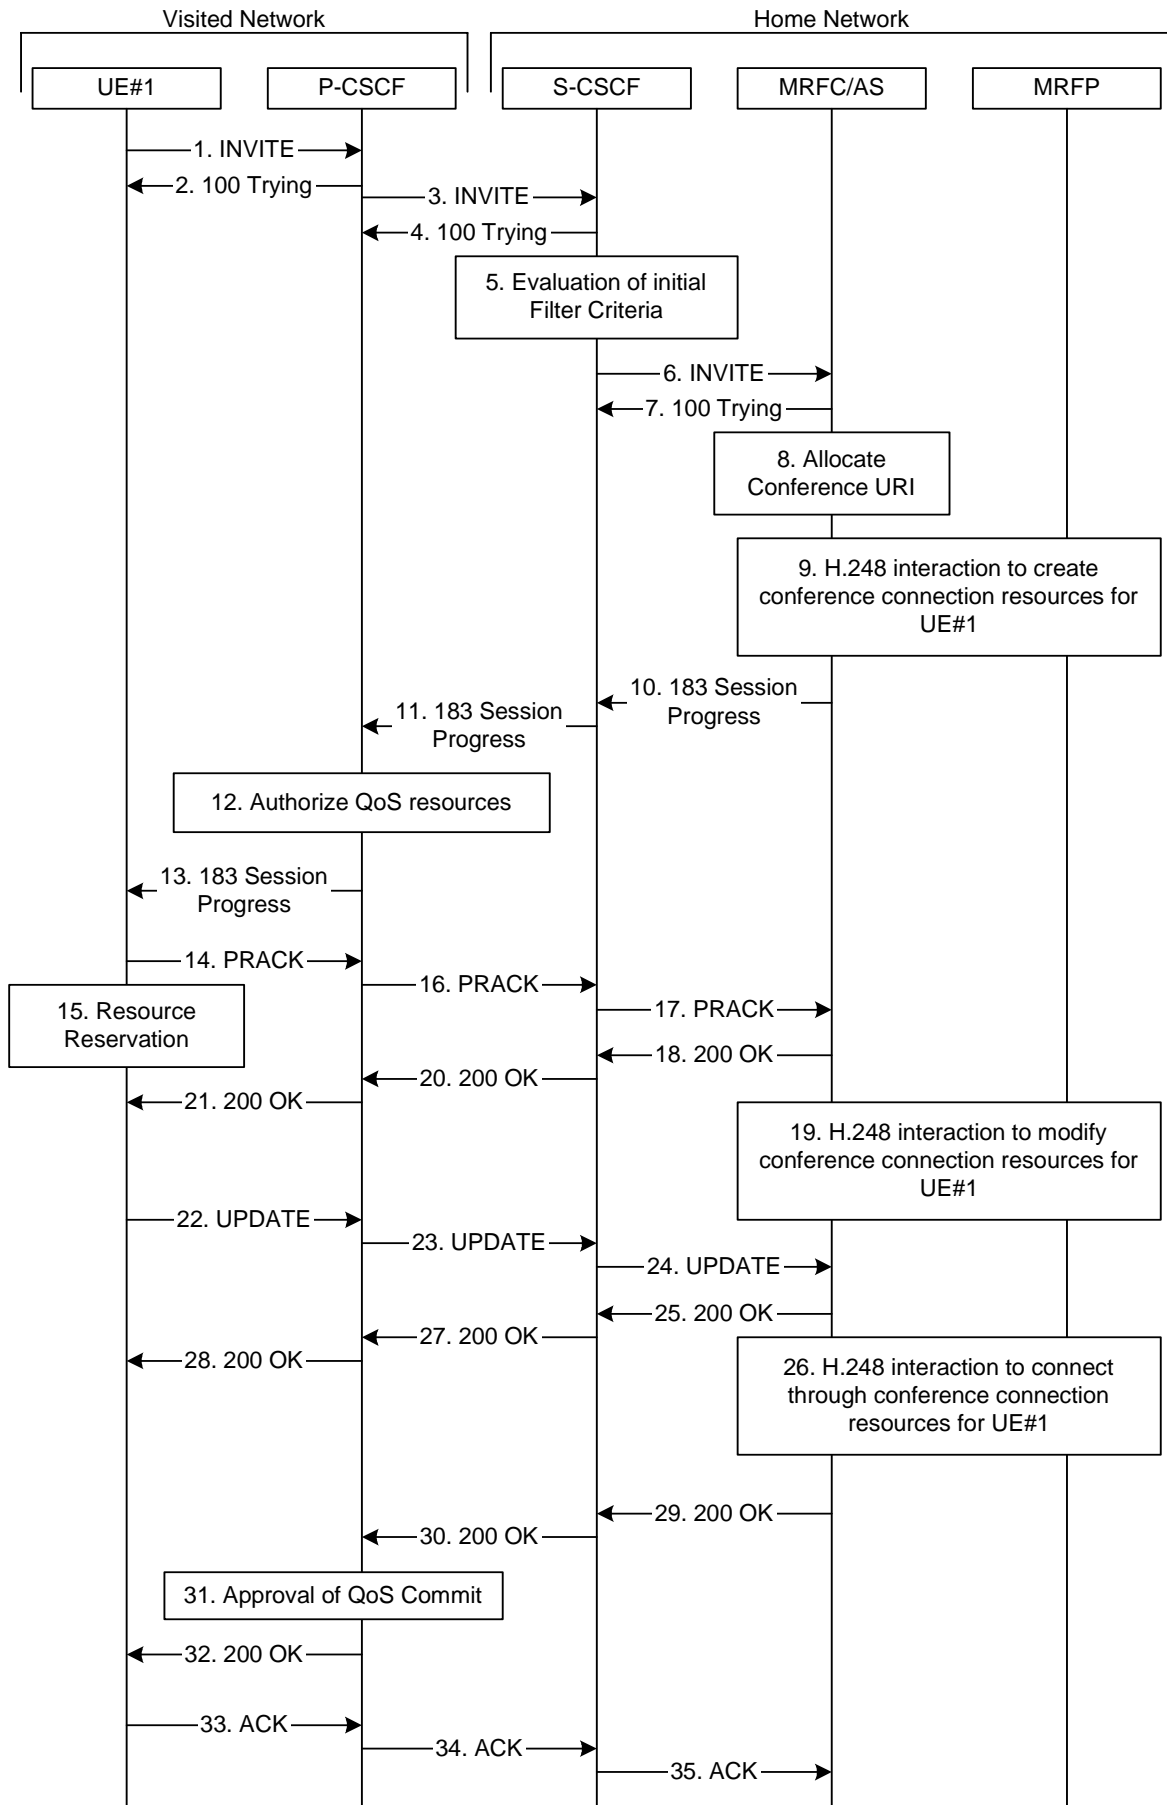 Visited Network
Home Network
UE#1
P-CSCF
S-CSCF
MRFC/AS
MRFP
1. INVITE
2. 100 Trying
3. INVITE
4. 100 Trying
5. Evaluation of initial
Filter Criteria
6. INVITE
7. 100 Trying
8. Allocate
Conference URI
9. H.248 interaction to create
conference connection resources for
UE#1
10. 183 Session
Progress
11. 183 Session
Progress
12. Authorize QoS resources
13. 183 Session
Progress
14. PRACK
15. Resource
Reservation
16. PRACK
17. PRACK
18. 200 OK
20. 200 OK
21. 200 OK
19. H.248 interaction to modify
conference connection resources for
UE#1
22. UPDATE
23. UPDATE
24. UPDATE
25. 200 OK
27. 200 OK
28. 200 OK
26. H.248 interaction to connect
through conference connection
resources for UE#1
29. 200 OK
30. 200 OK
31. Approval of QoS Commit
32. 200 OK
33. ACK
34. ACK
35. ACK